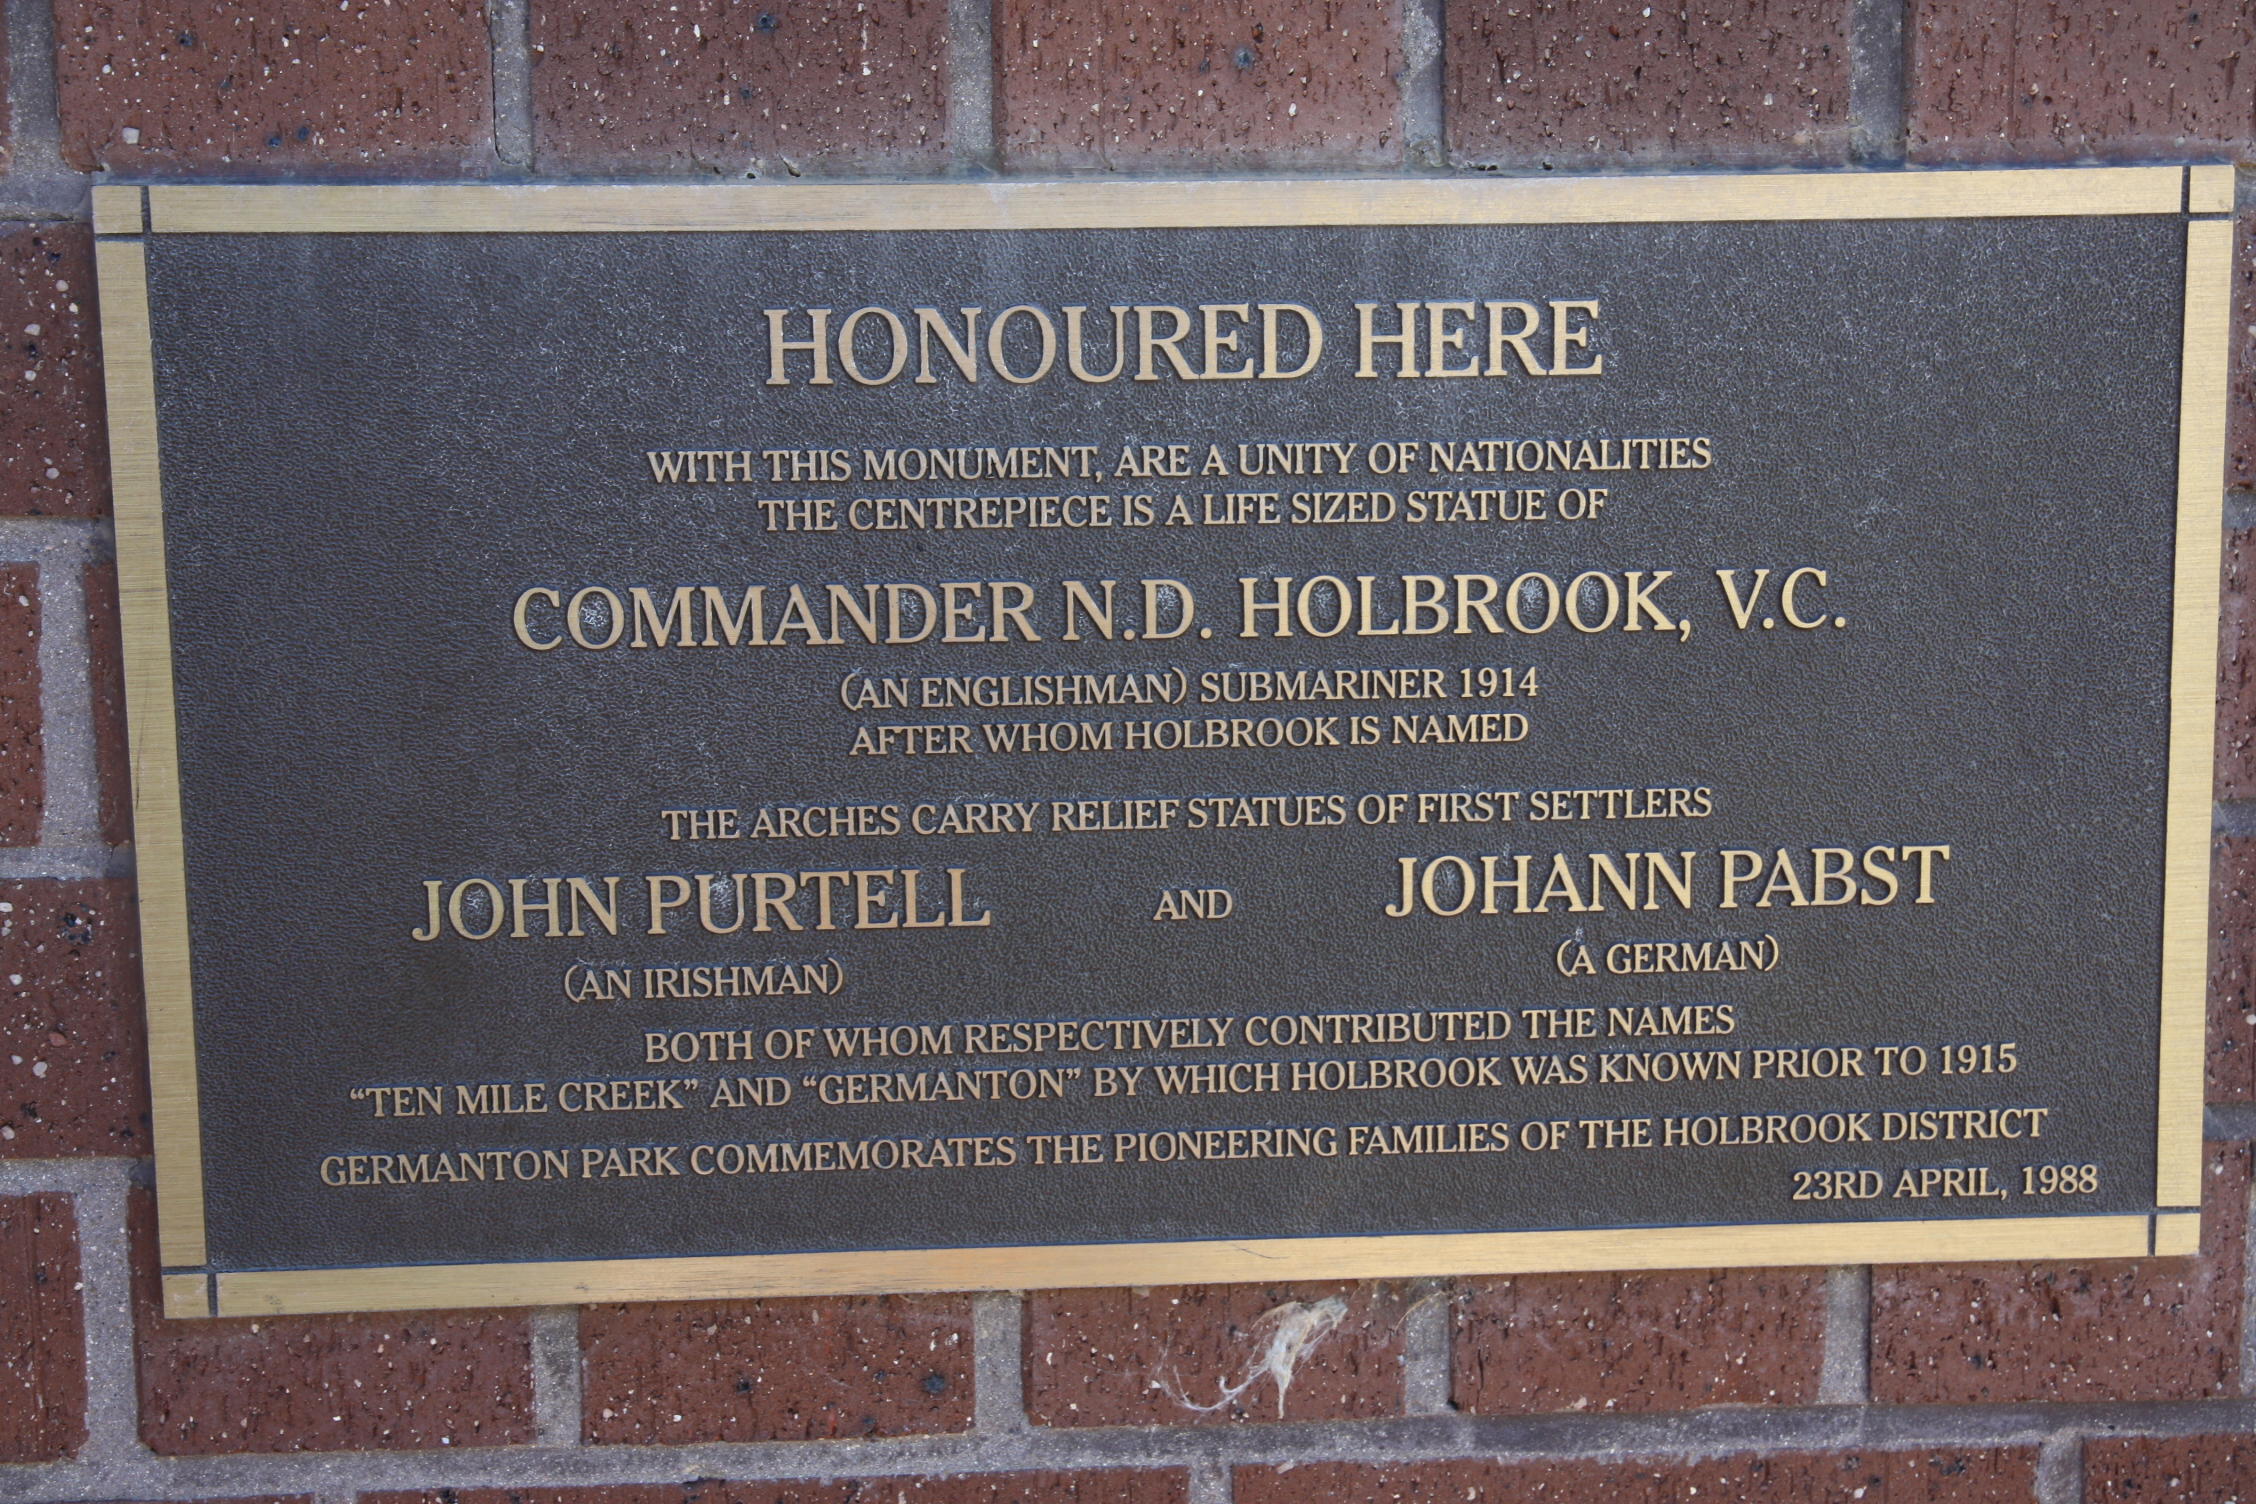 HONOURED HERE
WITH THIS MONUMENT, ARE A UNITY OF NATIONALITIES
THE CENTREPIECE IS A LIFE SIZED STATUE OF
COMMANDER N.D. HOLBROOK, V.C.
(AN ENGLISHMAN) SUBMARINER 1914
AFTER WHOM HOLBROOK IS NAMED
THE ARCHES CARRY RELIEF STATUES OF FIRST SETTLERS
JOHN PURTELL AND JOHANN PABST
(AN IRISHMAN) (A GERMAN)
BOTH OF WHOM RESPECTIVELY CONTRIBUTED THE NAMES
“TEN MILE CREEK” AND “GERMANTON” BY WHICH HOLBROOK WAS KNOWN PRIOR TO 1915
GERMANTON PARK COMMEMORATES THE PIONEERING FAMILIES OF THE HOLBROOK DISTRICT
23RD APRIL, 1988